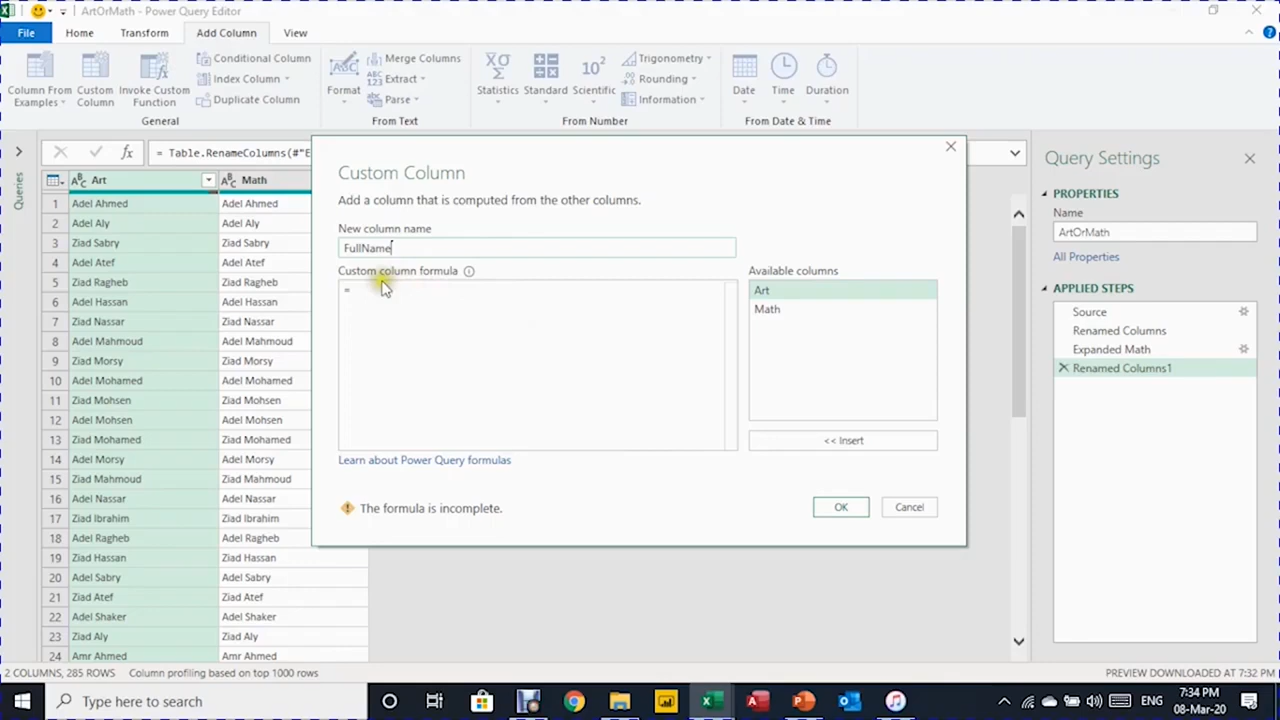 ArtOrMath - Power Query Editor
File
Home
Transform
Add Column
View
Column From
Examples
Custom
Column
Invoke Custom
Function
Conditional Column
Index Column
Duplicate Column
General
Format
Merge Columns
Extract
Parse
From Text
Statistics
Standard
Scientific
Trigonometry
Rounding
Information
From Number
Date
Time
Duration
From Date & Time
= Table.RenameColumns(#"E
Queries
Art
Math
1 Adel Ahmed Adel Ahmed
2 Adel Aly Adel Aly
3 Ziad Sabry Ziad Sabry
4 Adel Atef Adel Atef
5 Ziad Ragheb Ziad Ragheb
6 Adel Hassan Adel Hassan
7 Ziad Nassar Ziad Nassar
8 Adel Mahmoud Adel Mahmoud
9 Ziad Morsy Ziad Morsy
10 Adel Mohamed Adel Mohamed
11 Ziad Mohsen Ziad Mohsen
12 Adel Mohsen Adel Mohsen
13 Ziad Mohamed Ziad Mohamed
14 Adel Morsy Adel Morsy
15 Ziad Mahmoud Ziad Mahmoud
16 Adel Nassar Adel Nassar
17 Ziad Ibrahim Ziad Ibrahim
18 Adel Ragheb Adel Ragheb
19 Ziad Hassan Ziad Hassan
20 Adel Sabry Adel Sabry
21 Ziad Atef Ziad Atef
22 Adel Shaker Adel Shaker
23 Ziad Aly Ziad Aly
24 Amr Ahmed Amr Ahmed
Custom Column
Add a column that is computed from the other columns.
New column name
FullName
Custom column formula
=
Available columns
Art
Math
<< Insert
Learn about Power Query formulas
The formula is incomplete.
OK
Cancel
Query Settings
PROPERTIES
Name
ArtOrMath
All Properties
APPLIED STEPS
Source
Renamed Columns
Expanded Math
Renamed Columns1
2 COLUMNS, 285 ROWS Column profiling based on top 1000 rows
PREVIEW DOWNLOADED AT 7:32 PM
Type here to search
ENG
7:34 PM
08-Mar-20